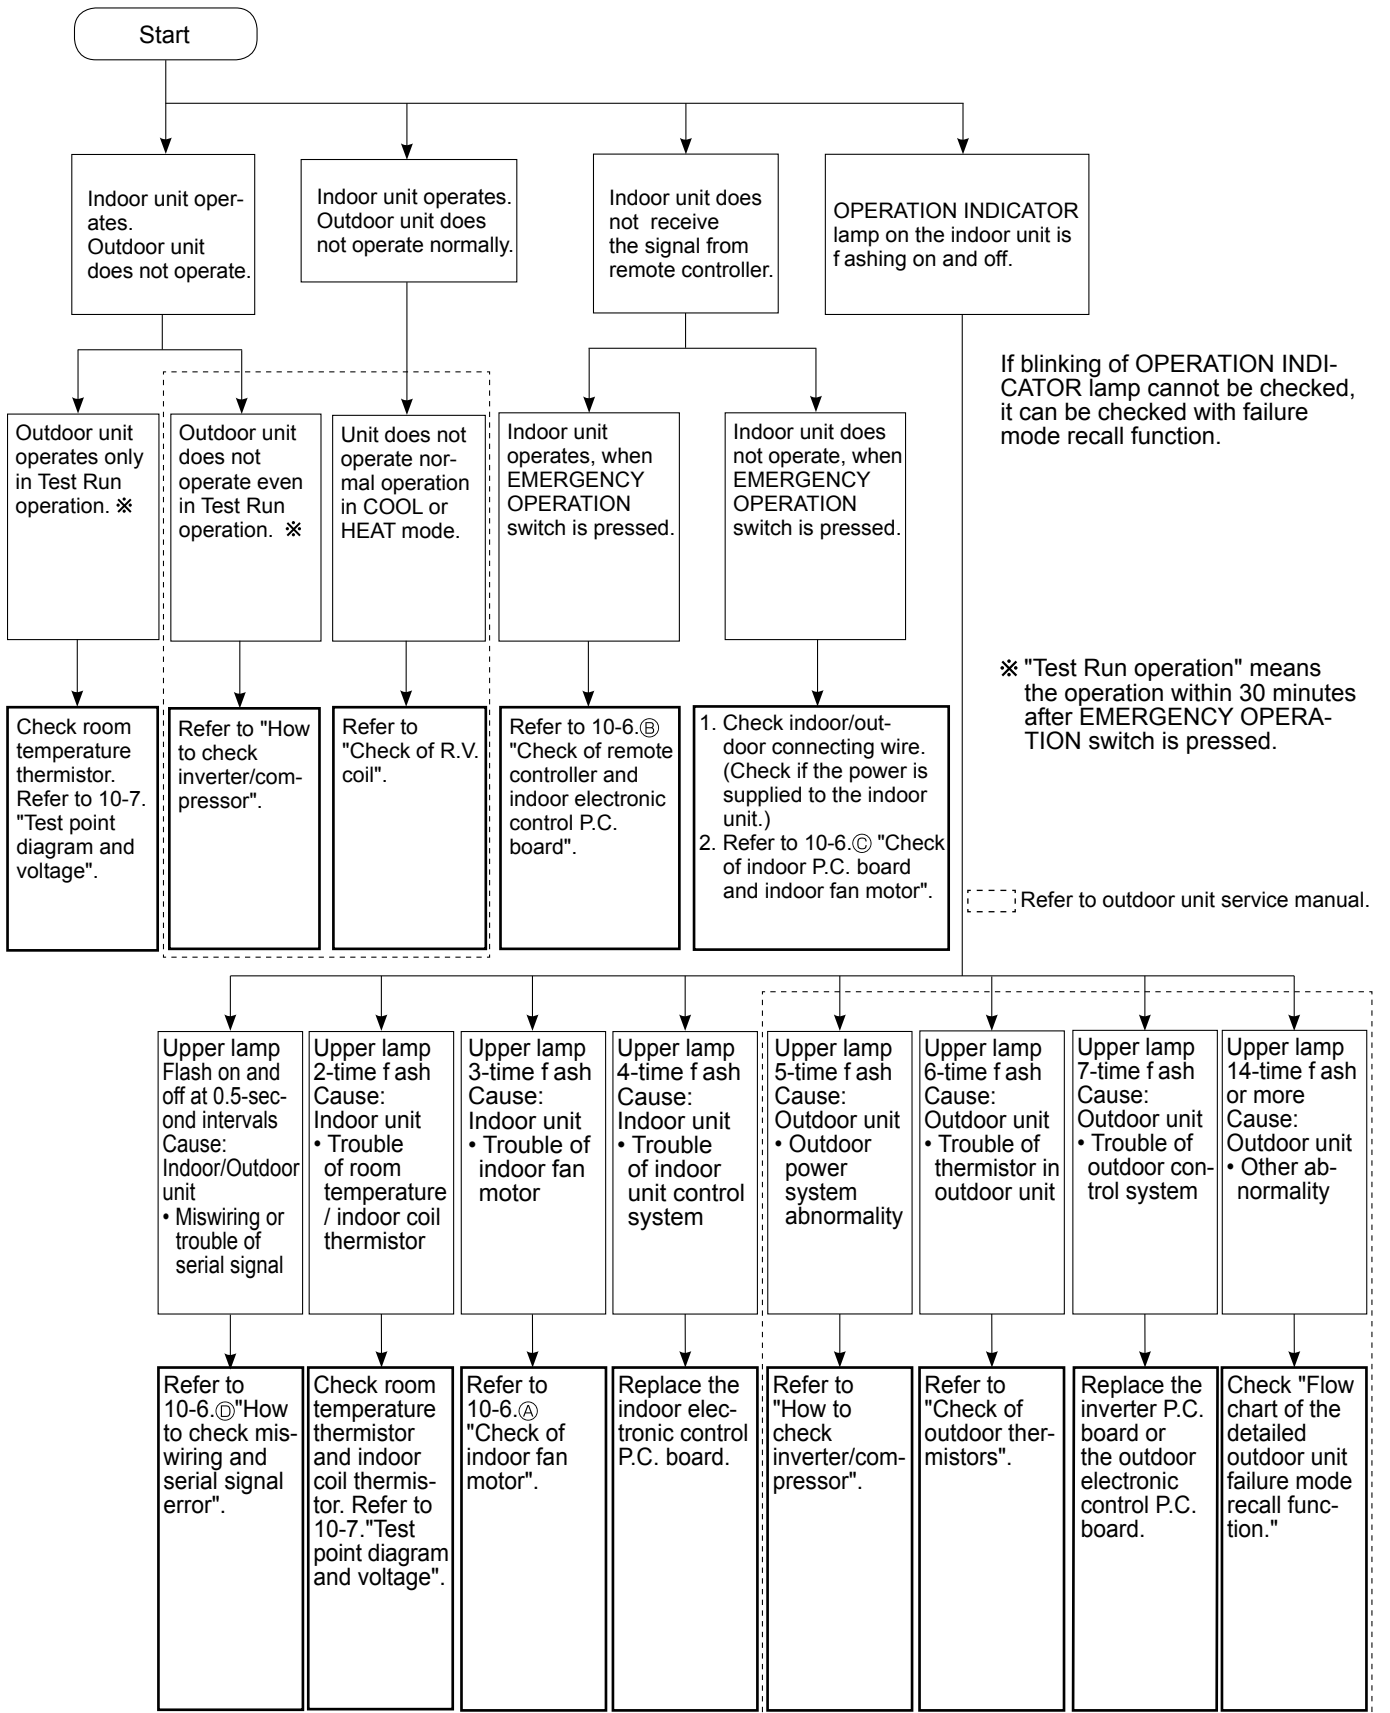 Start
Indoor unit oper-
ates.
Outdoor unit
does not operate.
Indoor unit operates.
Outdoor unit does
not operate normally.
Indoor unit does
not receive
the signal from
remote controller.
OPERATION INDICATOR
lamp on the indoor unit is
f ashing on and off.
If blinking of OPERATION INDI-
CATOR lamp cannot be checked,
it can be checked with failure
mode recall function.
Outdoor unit
operates only
in Test Run
operation. ※
Outdoor unit
does not
operate even
in Test Run
operation. ※
Unit does not
operate nor-
mal operation
in COOL or
HEAT mode.
Indoor unit
operates, when
EMERGENCY
OPERATION
switch is pressed.
Indoor unit does
not operate, when
EMERGENCY
OPERATION
switch is pressed.
※ "Test Run operation" means
the operation within 30 minutes
after EMERGENCY OPERA-
TION switch is pressed.
Check room
temperature
thermistor.
Refer to 10-7.
"Test point
diagram and
voltage".
Refer to "How
to check
inverter/com-
pressor".
Refer to
"Check of R.V.
coil".
Refer to 10-6.Ⓑ
"Check of remote
controller and
indoor electronic
control P.C.
board".
1. Check indoor/out-
door connecting wire.
(Check if the power is
supplied to the indoor
unit.)
2. Refer to 10-6.Ⓒ "Check
of indoor P.C. board
and indoor fan motor".
Refer to outdoor unit service manual.
Upper lamp
Flash on and
off at 0.5-sec-
ond intervals
Cause:
Indoor/Outdoor
unit
• Miswiring or
trouble of
serial signal
Upper lamp
2-time f ash
Cause:
Indoor unit
• Trouble
of room
temperature
/ indoor coil
thermistor
Upper lamp
3-time f ash
Cause:
Indoor unit
• Trouble of
indoor fan
motor
Upper lamp
4-time f ash
Cause:
Indoor unit
• Trouble
of indoor
unit control
system
Upper lamp
5-time f ash
Cause:
Outdoor unit
• Outdoor
power
system
abnormality
Upper lamp
6-time f ash
Cause:
Outdoor unit
• Trouble of
thermistor in
outdoor unit
Upper lamp
7-time f ash
Cause:
Outdoor unit
• Trouble of
outdoor con-
trol system
Upper lamp
14-time f ash
or more
Cause:
Outdoor unit
• Other ab-
normality
Refer to
10-6.Ⓓ"How
to check mis-
wiring and
serial signal
error".
Check room
temperature
thermistor
and indoor
coil thermis-
tor. Refer to
10-7."Test
point diagram
and voltage".
Refer to
10-6.Ⓐ
"Check of
indoor fan
motor".
Replace the
indoor elec-
tronic control
P.C. board.
Refer to
"How to
check
inverter/com-
pressor".
Refer to
"Check of
outdoor ther-
mistors".
Replace the
inverter P.C.
board or
the outdoor
electronic
control P.C.
board.
Check "Flow
chart of the
detailed
outdoor unit
failure mode
recall func-
tion."